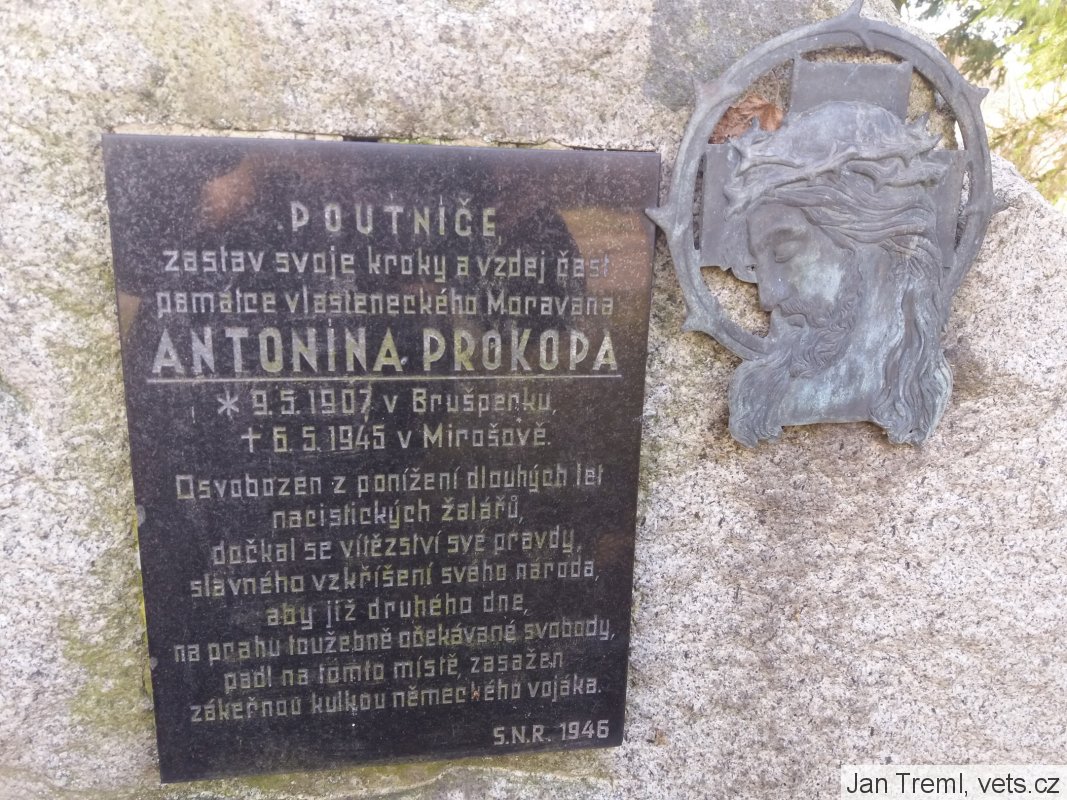 POUTNÍČE
zastav svoje kroky a vzdej čast
památce vlasteneckého Moravana
ANTONÍNA PROKOPA
* 9.5.1907 v Brušperku,
+ 6.5.1945 v Mirošově.
Osvobozen z ponížení dlouhých let
nacistických žalářů,
dočkal se vítězství své pravdy,
slavného vzkříšení svého národa,
aby již druhého dne,
na prahu toužebně očekávané svobody,
padl na tomto místě, zasažen
zákeřnou kulkou německého vojáka.
S.N.R. 1946
Jan Treml, vets.cz